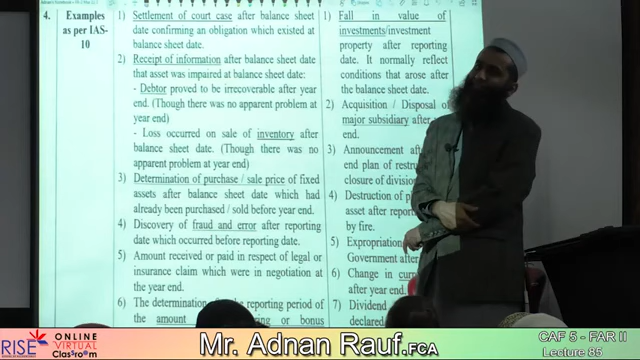 4.
Examples
as per IAS-
10
1) Settlement of court case after balance sheet
date confirming an obligation which existed at
balance sheet date.
2) Receipt of information after balance sheet date
that asset was impaired at balance sheet date:
- Debtor proved to be irrecoverable after year
end. (Though there was no apparent problem at
year end)
- Loss occurred on sale of inventory after
balance sheet date. (Though there was no
apparent problem at year end)
3) Determination of purchase / sale price of fixed
assets after balance sheet date which had
already been purchased / sold before year end.
4) Discovery of fraud and error after reporting
date which occurred before reporting date.
5) Amount received or paid in respect of legal or
insurance claim which were in negotiation at
the year end.
6) The determination reporting period of
the amount or bonus
1) Fall in value of
investments/investment
property after reporting
date. It normally reflect
conditions that arose after
the balance sheet date.
2) Acquisition / Disposal of
major subsidiary after
end.
3) Announcement
end plan of
closure of
4) Destruction of
asset after
by fire.
5) Expropriation
Government after
6) Change in
after year end.
7) Dividend
declared
RISE
ONLINE
VIRTUAL
Classroom
Mr. Adnan Rauf.FCA
CAF 5 - FAR II
Lecture 85